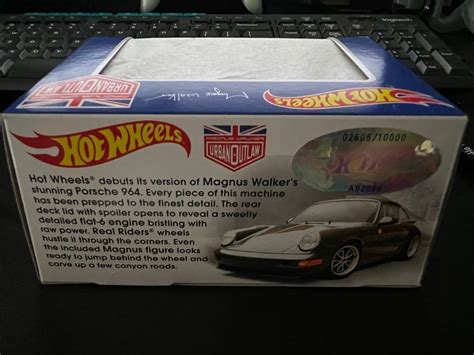 URBAN OUTLAW
Magnus Walker
HOT WHEELS
HOT WHEELS
MAGNUS WALKER
URBAN OUTLAW
02605/10000
Hot Wheels® debuts its version of Magnus Walker's
stunning Porsche 964. Every piece of this machine
has been prepped to the finest detail. The rear
deck lid with spoiler opens to reveal a sweetly
detailed flat-6 engine bristling with
raw power. Real Riders® wheels
hustle it through the corners. Even
the included Magnus figure looks
ready to jump behind the wheel and
carve up a few canyon roads.